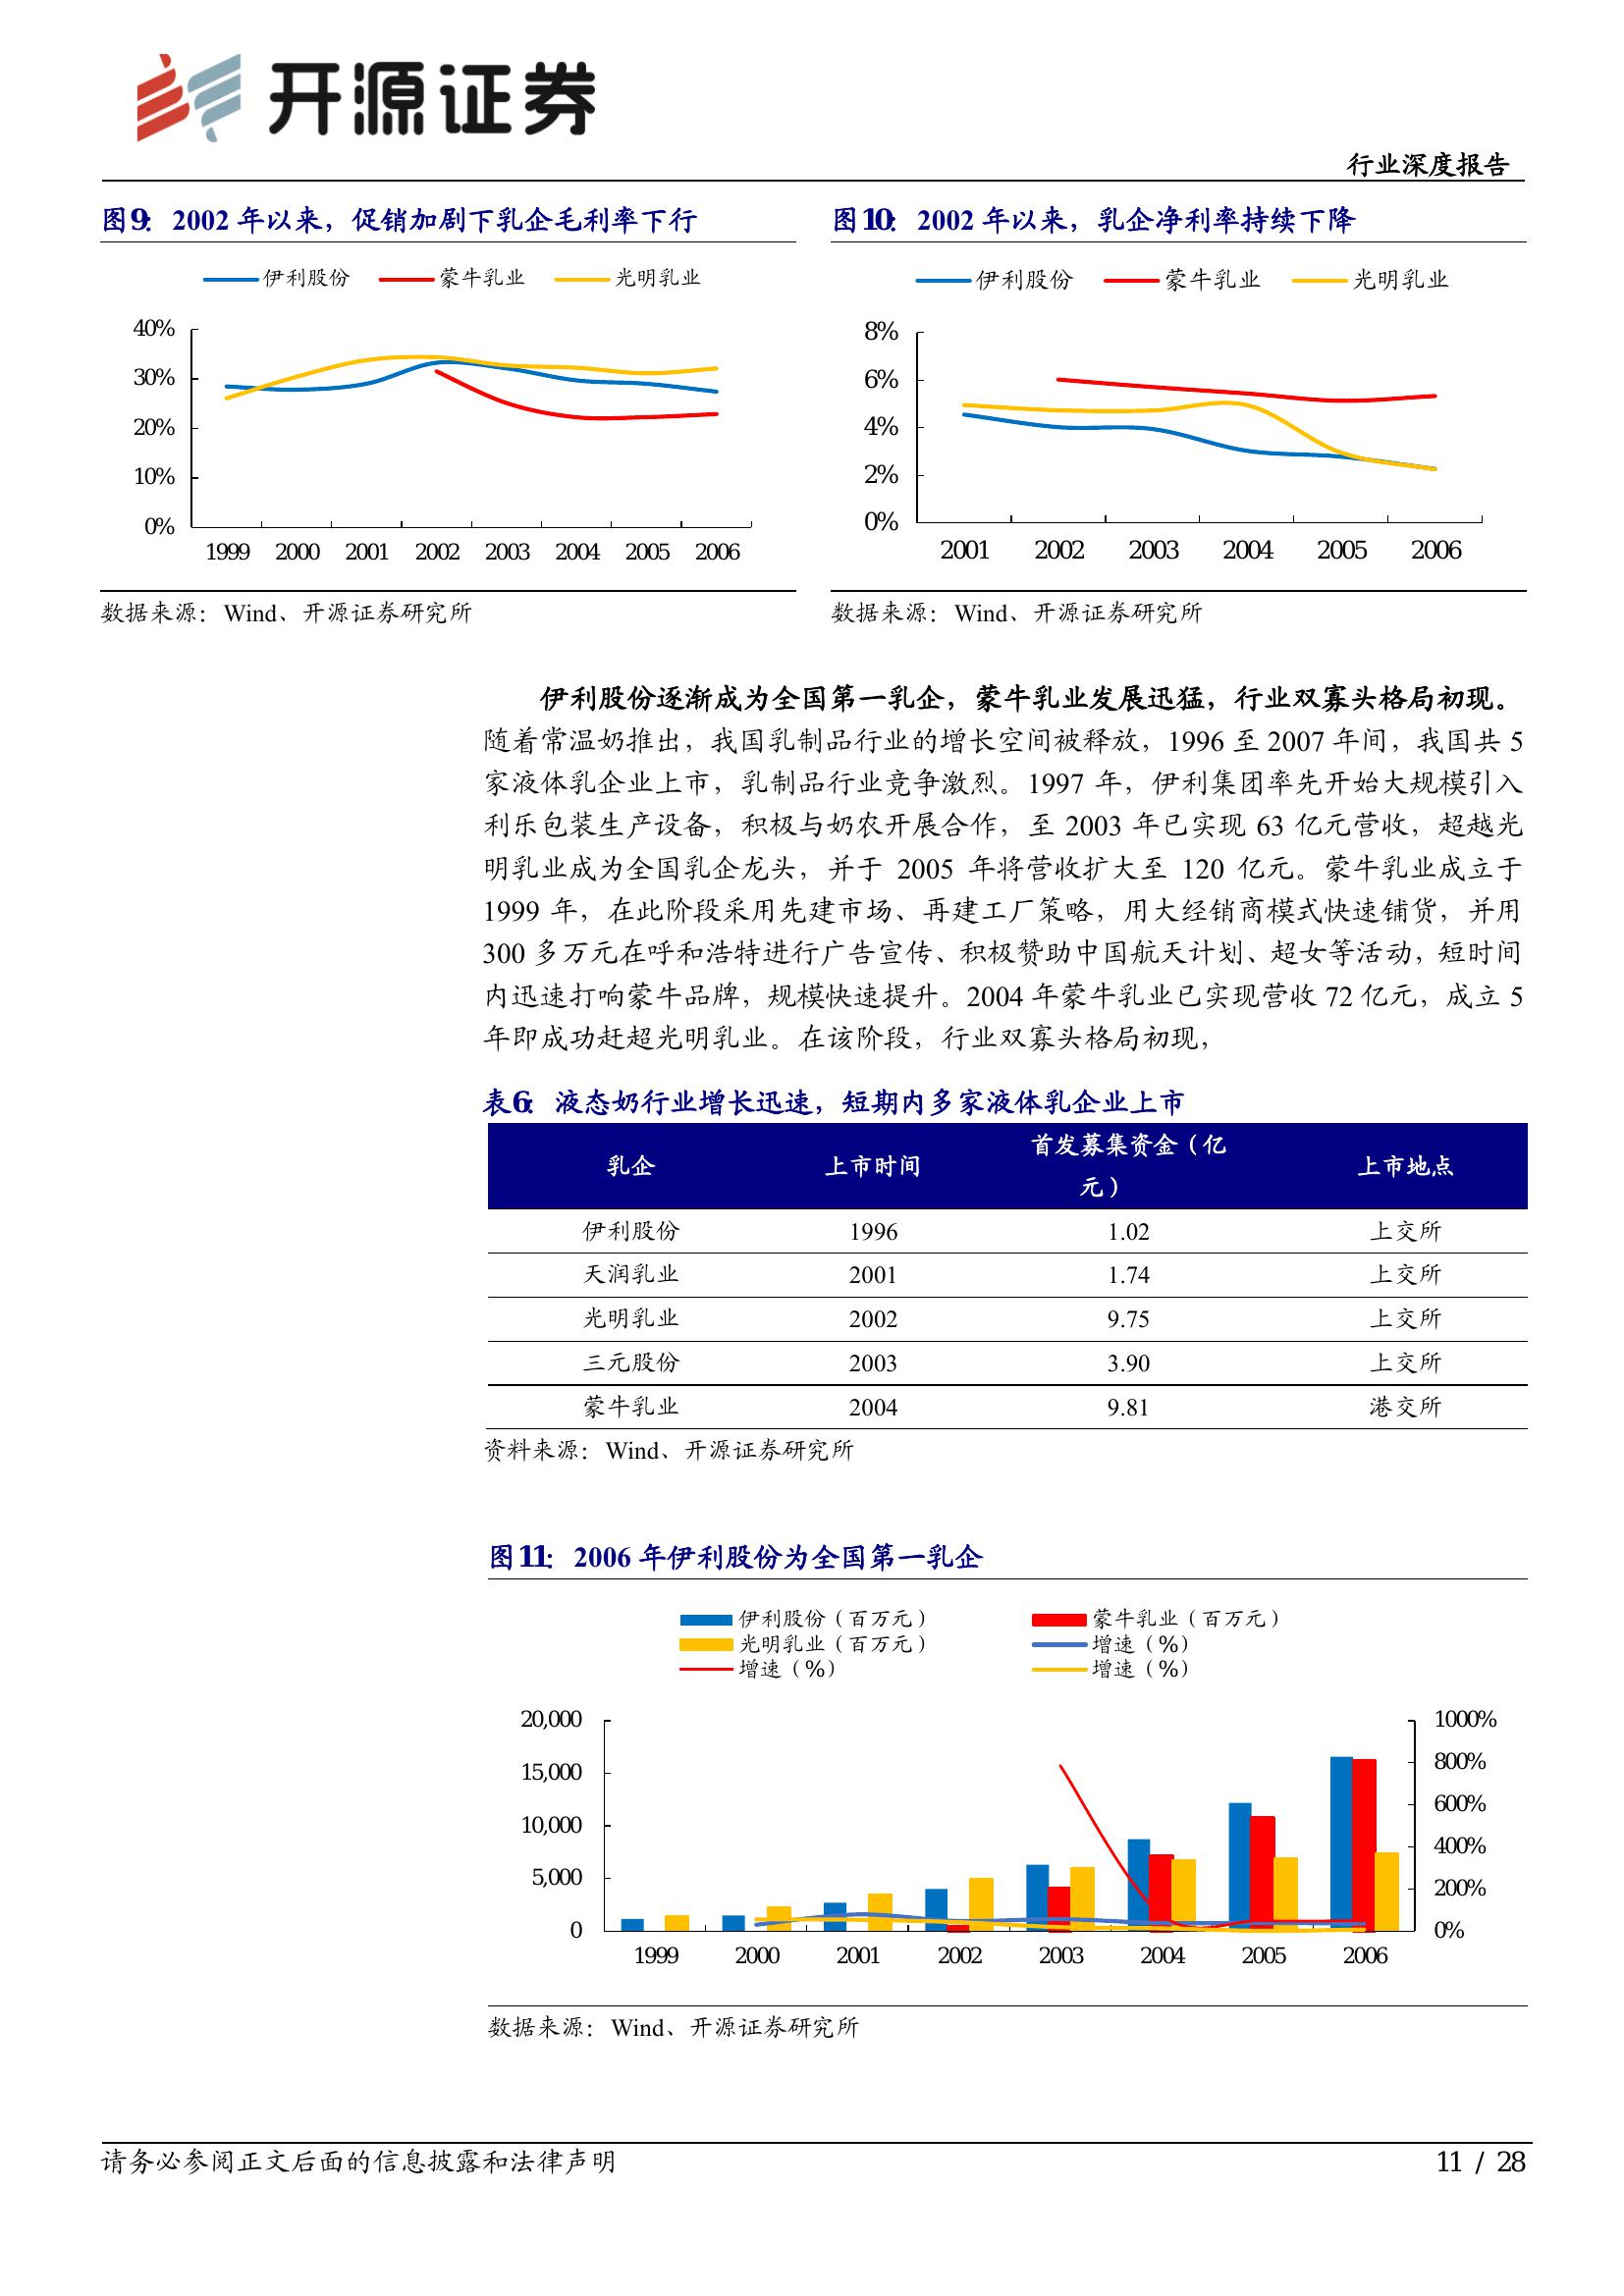 开源证券
行业深度报告
图9: 2002 年以来，促销加剧下乳企毛利率下行
伊利股份 蒙牛乳业 光明乳业
40%
30%
20%
10%
0%
1999 2000 2001 2002 2003 2004 2005 2006
数据来源：Wind、开源证券研究所
图10: 2002 年以来，乳企净利率持续下降
伊利股份 蒙牛乳业 光明乳业
8%
6%
4%
2%
0%
2001 2002 2003 2004 2005 2006
数据来源：Wind、开源证券研究所
伊利股份逐渐成为全国第一乳企，蒙牛乳业发展迅猛，行业双寡头格局初现。
随着常温奶推出，我国乳制品行业的增长空间被释放，1996 至 2007 年间，我国共 5
家液体乳企业上市，乳制品行业竞争激烈。1997 年，伊利集团率先开始大规模引入
利乐包装生产设备，积极与奶农开展合作，至 2003 年已实现 63 亿元营收，超越光
明乳业成为全国乳企龙头，并于 2005 年将营收扩大至 120 亿元。蒙牛乳业成立于
1999 年，在此阶段采用先建市场、再建工厂策略，用大经销商模式快速铺货，并用
300 多万元在呼和浩特进行广告宣传、积极赞助中国航天计划、超女等活动，短时间
内迅速打响蒙牛品牌，规模快速提升。2004 年蒙牛乳业已实现营收 72 亿元，成立 5
年即成功赶超光明乳业。在该阶段，行业双寡头格局初现，
表6: 液态奶行业增长迅速，短期内多家液体乳企业上市
乳企 上市时间 首发募集资金（亿 上市地点
元）
伊利股份 1996 1.02 上交所
天润乳业 2001 1.74 上交所
光明乳业 2002 9.75 上交所
三元股份 2003 3.90 上交所
蒙牛乳业 2004 9.81 港交所
资料来源：Wind、开源证券研究所
图11: 2006 年伊利股份为全国第一乳企
伊利股份（百万元） 蒙牛乳业（百万元）
光明乳业（百万元） 增速（%）
增速（%） 增速（%）
20,000 1000%
15,000 800%
10,000 600%
5,000 400%
0 200%
0%
1999 2000 2001 2002 2003 2004 2005 2006
数据来源：Wind、开源证券研究所
请务必参阅正文后面的信息披露和法律声明
11 / 28